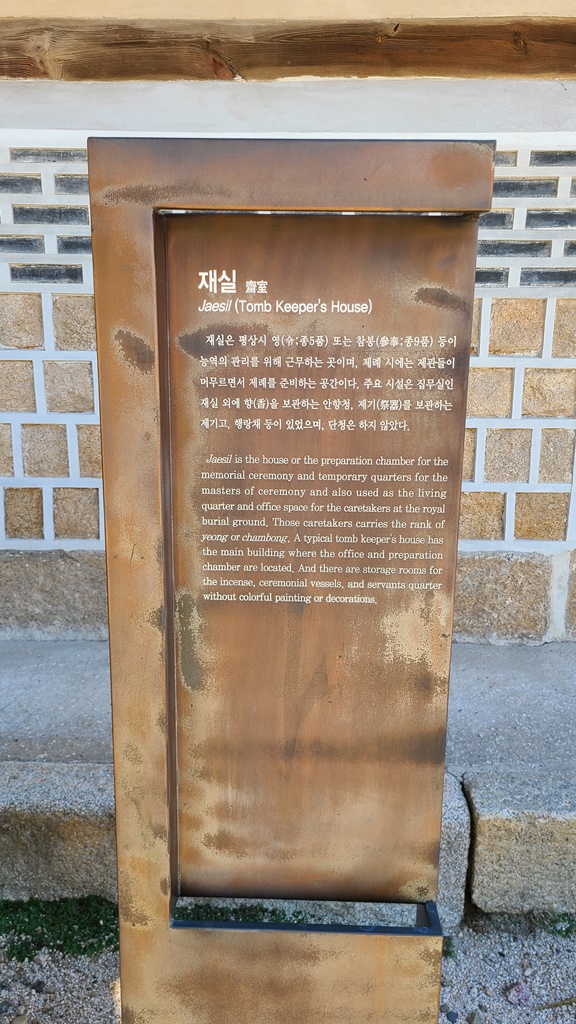 재실 齋室
Jaesil (Tomb Keeper's House)
재실은 평상시 영(令;종5품) 또는 참봉(參奉;종9품) 등이
능역의 관리를 위해 근무하는 곳이며, 제례 시에는 제관들이
머무르면서 제례를 준비하는 공간이다. 주요 시설은 집무실인
재실 외에 향(香)을 보관하는 안향청, 제기(祭器)를 보관하는
제기고, 행랑채 등이 있었으며, 단청은 하지 않았다.
Jaesil is the house or the preparation chamber for the
memorial ceremony and temporary quarters for the
masters of ceremony and also used as the living
quarter and office space for the caretakers at the royal
burial ground. Those caretakers carries the rank of
yeong or chambong. A typical tomb keeper's house has
the main building where the office and preparation
chamber are located. And there are storage rooms for
the incense, ceremonial vessels, and servants quarter
without colorful painting or decorations.